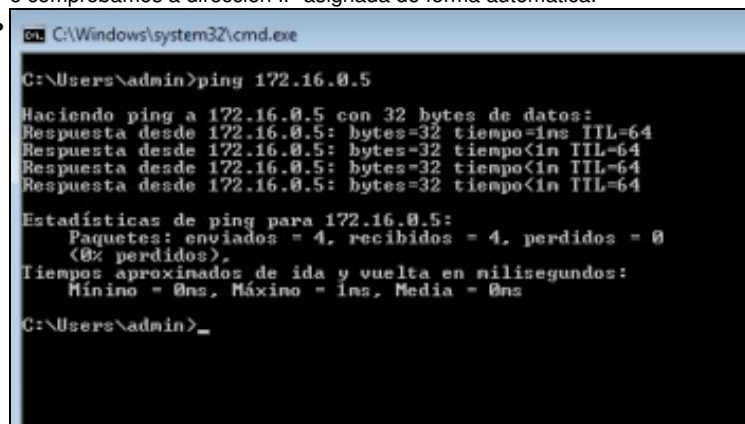 e comprobamos a dirección IP asignada de forma automática.
C:\Windows\system32\cmd.exe
C:\Users\admin>ping 172.16.0.5
Haciendo ping a 172.16.0.5 con 32 bytes de datos:
Respuesta desde 172.16.0.5: bytes=32 tiempo=1ms TTL=64
Respuesta desde 172.16.0.5: bytes=32 tiempo<1m TTL=64
Respuesta desde 172.16.0.5: bytes=32 tiempo<1m TTL=64
Respuesta desde 172.16.0.5: bytes=32 tiempo<1m TTL=64
Estadísticas de ping para 172.16.0.5:
Paquetes: enviados = 4, recibidos = 4, perdidos = 0
(0% perdidos),
Tiempos aproximados de ida y vuelta en milisegundos:
Mínimo = 0ms, Máximo = 1ms, Media = 0ms
C:\Users\admin>_